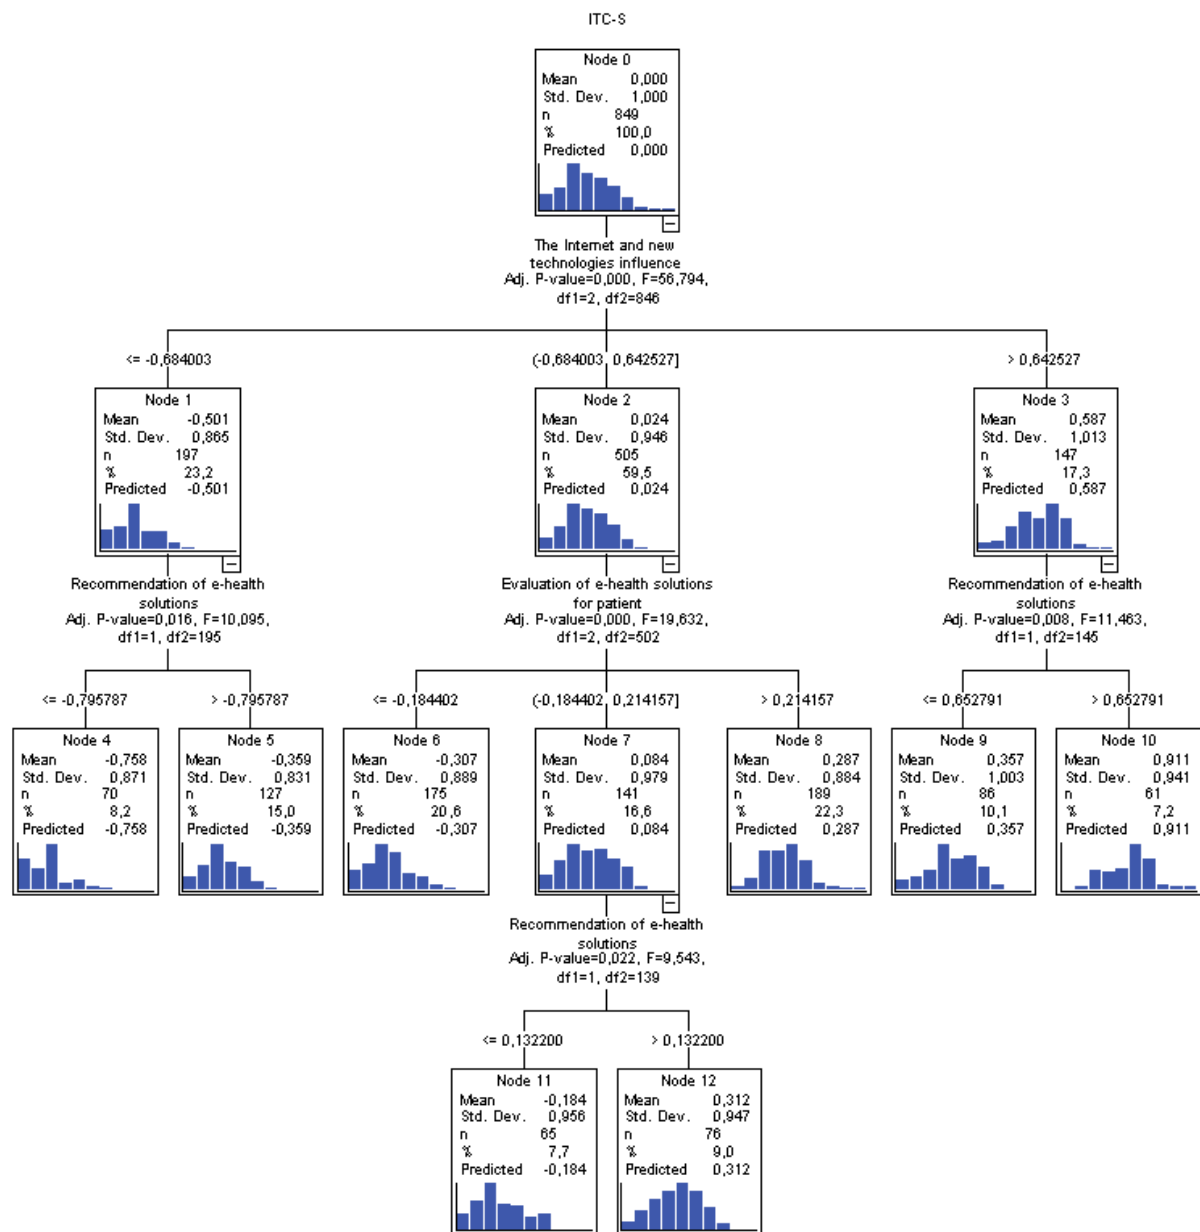 ITC-S
Node 0
Mean 0,000
Std. Dev. 1,000
n 849
% 100,0
Predicted 0,000
The Internet and new
technologies influence
Adj. P-value=0,000, F=56,794,
df1=2, df2=846
<= -0,684003
(-0,684003, 0,642527]
> 0,642527
Node 1
Mean -0,501
Std. Dev. 0,865
n 197
% 23,2
Predicted -0,501
Node 2
Mean 0,024
Std. Dev. 0,946
n 505
% 59,5
Predicted 0,024
Node 3
Mean 0,587
Std. Dev. 1,013
n 147
% 17,3
Predicted 0,587
Recommendation of e-health
solutions
Adj. P-value=0,016, F=10,095,
df1=1, df2=195
Evaluation of e-health solutions
for patient
Adj. P-value=0,000, F=19,632,
df1=2, df2=502
Recommendation of e-health
solutions
Adj. P-value=0,008, F=11,463,
df1=1, df2=145
<= -0,795787
> -0,795787
<= -0,184402
(-0,184402, 0,214157]
> 0,214157
<= 0,652791
> 0,652791
Node 4
Mean -0,758
Std. Dev. 0,871
n 70
% 8,2
Predicted -0,758
Node 5
Mean -0,359
Std. Dev. 0,831
n 127
% 15,0
Predicted -0,359
Node 6
Mean -0,307
Std. Dev. 0,889
n 175
% 20,6
Predicted -0,307
Node 7
Mean 0,084
Std. Dev. 0,979
n 141
% 16,6
Predicted 0,084
Node 8
Mean 0,287
Std. Dev. 0,884
n 189
% 22,3
Predicted 0,287
Node 9
Mean 0,357
Std. Dev. 1,003
n 86
% 10,1
Predicted 0,357
Node 10
Mean 0,911
Std. Dev. 0,941
n 61
% 7,2
Predicted 0,911
Recommendation of e-health
solutions
Adj. P-value=0,022, F=9,543,
df1=1, df2=139
<= 0,132200
> 0,132200
Node 11
Mean -0,184
Std. Dev. 0,956
n 65
% 7,7
Predicted -0,184
Node 12
Mean 0,312
Std. Dev. 0,947
n 76
% 9,0
Predicted 0,312